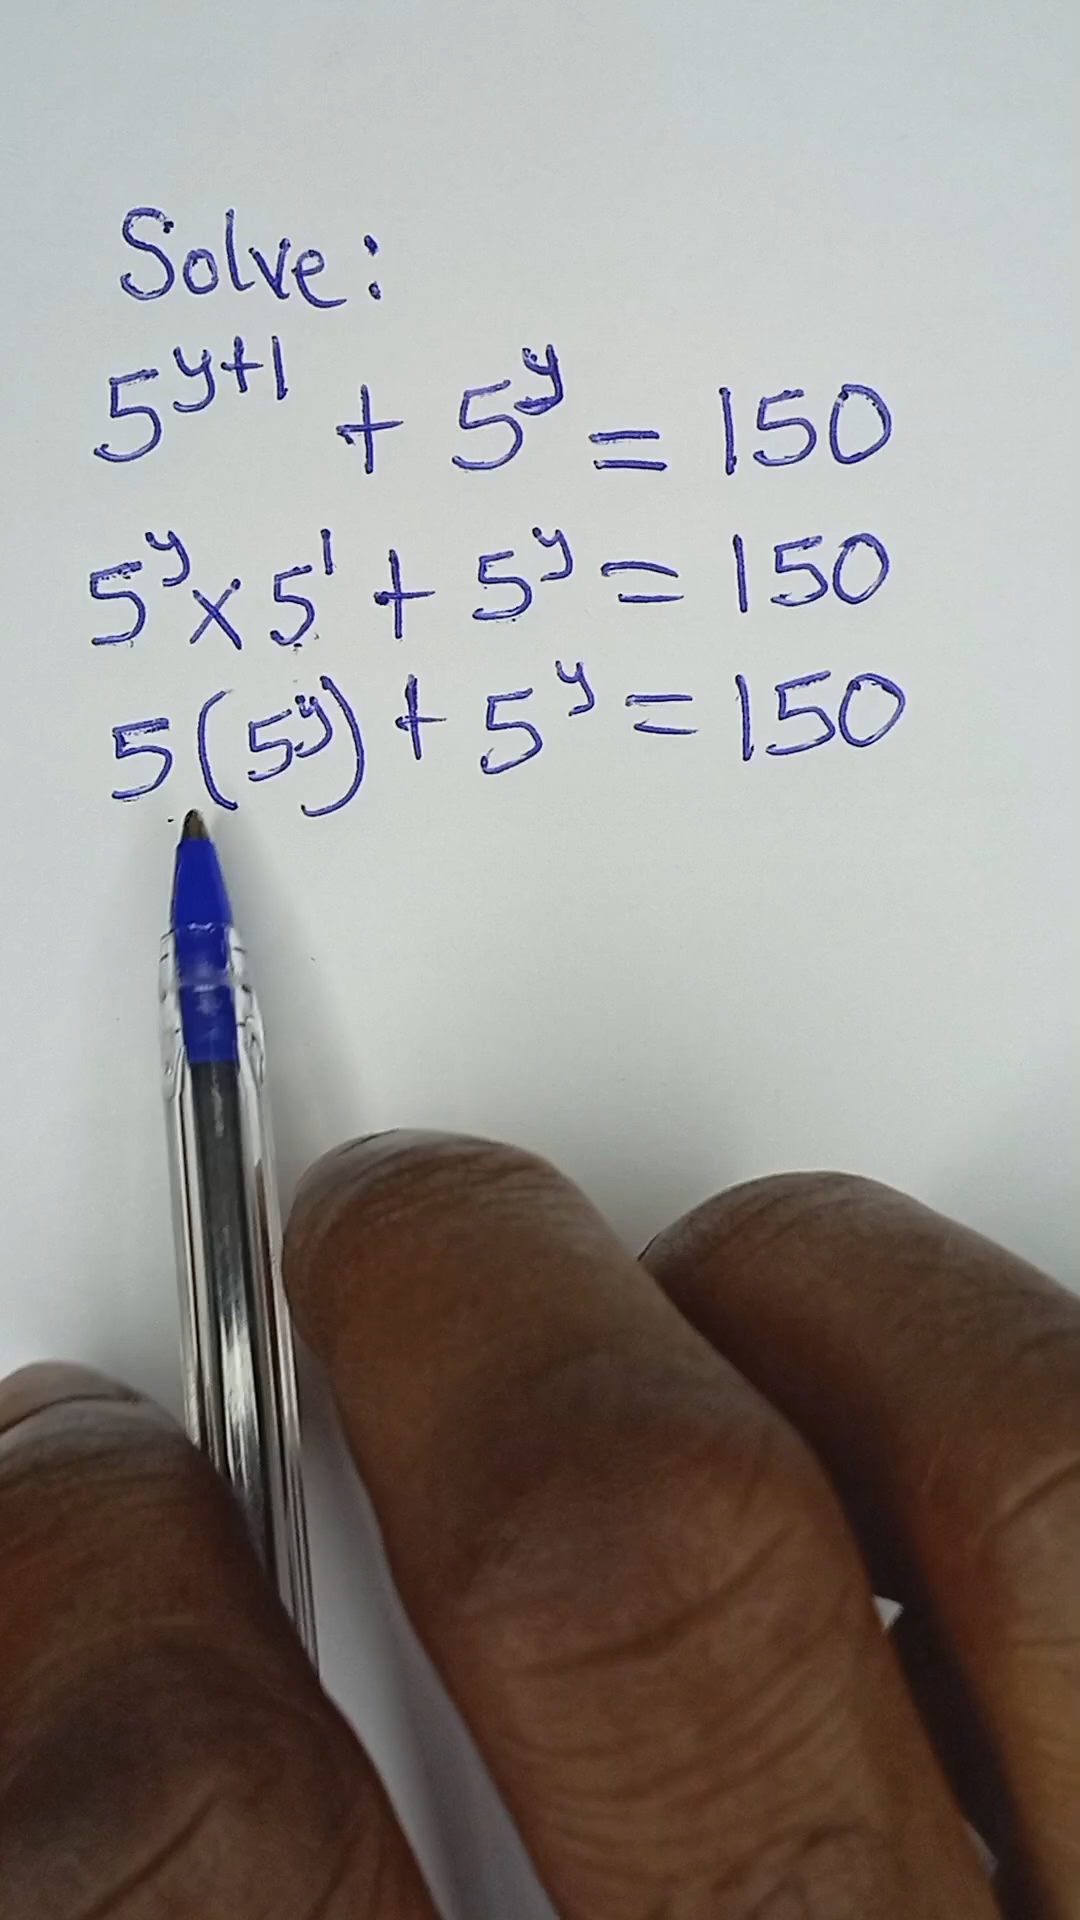 Solve:
5^{y+1} + 5^y = 150
5^y × 5^1 + 5^y = 150
5(5^y) + 5^y = 150